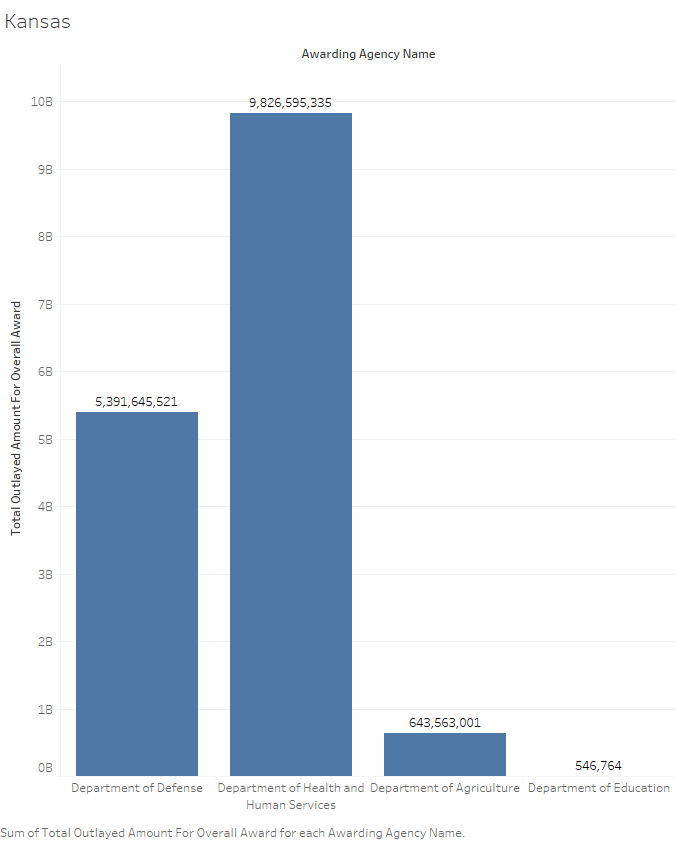 Kansas
Awarding Agency Name
Total Outlayed Amount For Overall Award
10B
9B
8B
7B
6B
5B
4B
3B
2B
1B
0B
5,391,645,521
9,826,595,335
643,563,001
546,764
Department of Defense
Department of Health and
Human Services
Department of Agriculture
Department of Education
Sum of Total Outlayed Amount For Overall Award for each Awarding Agency Name.